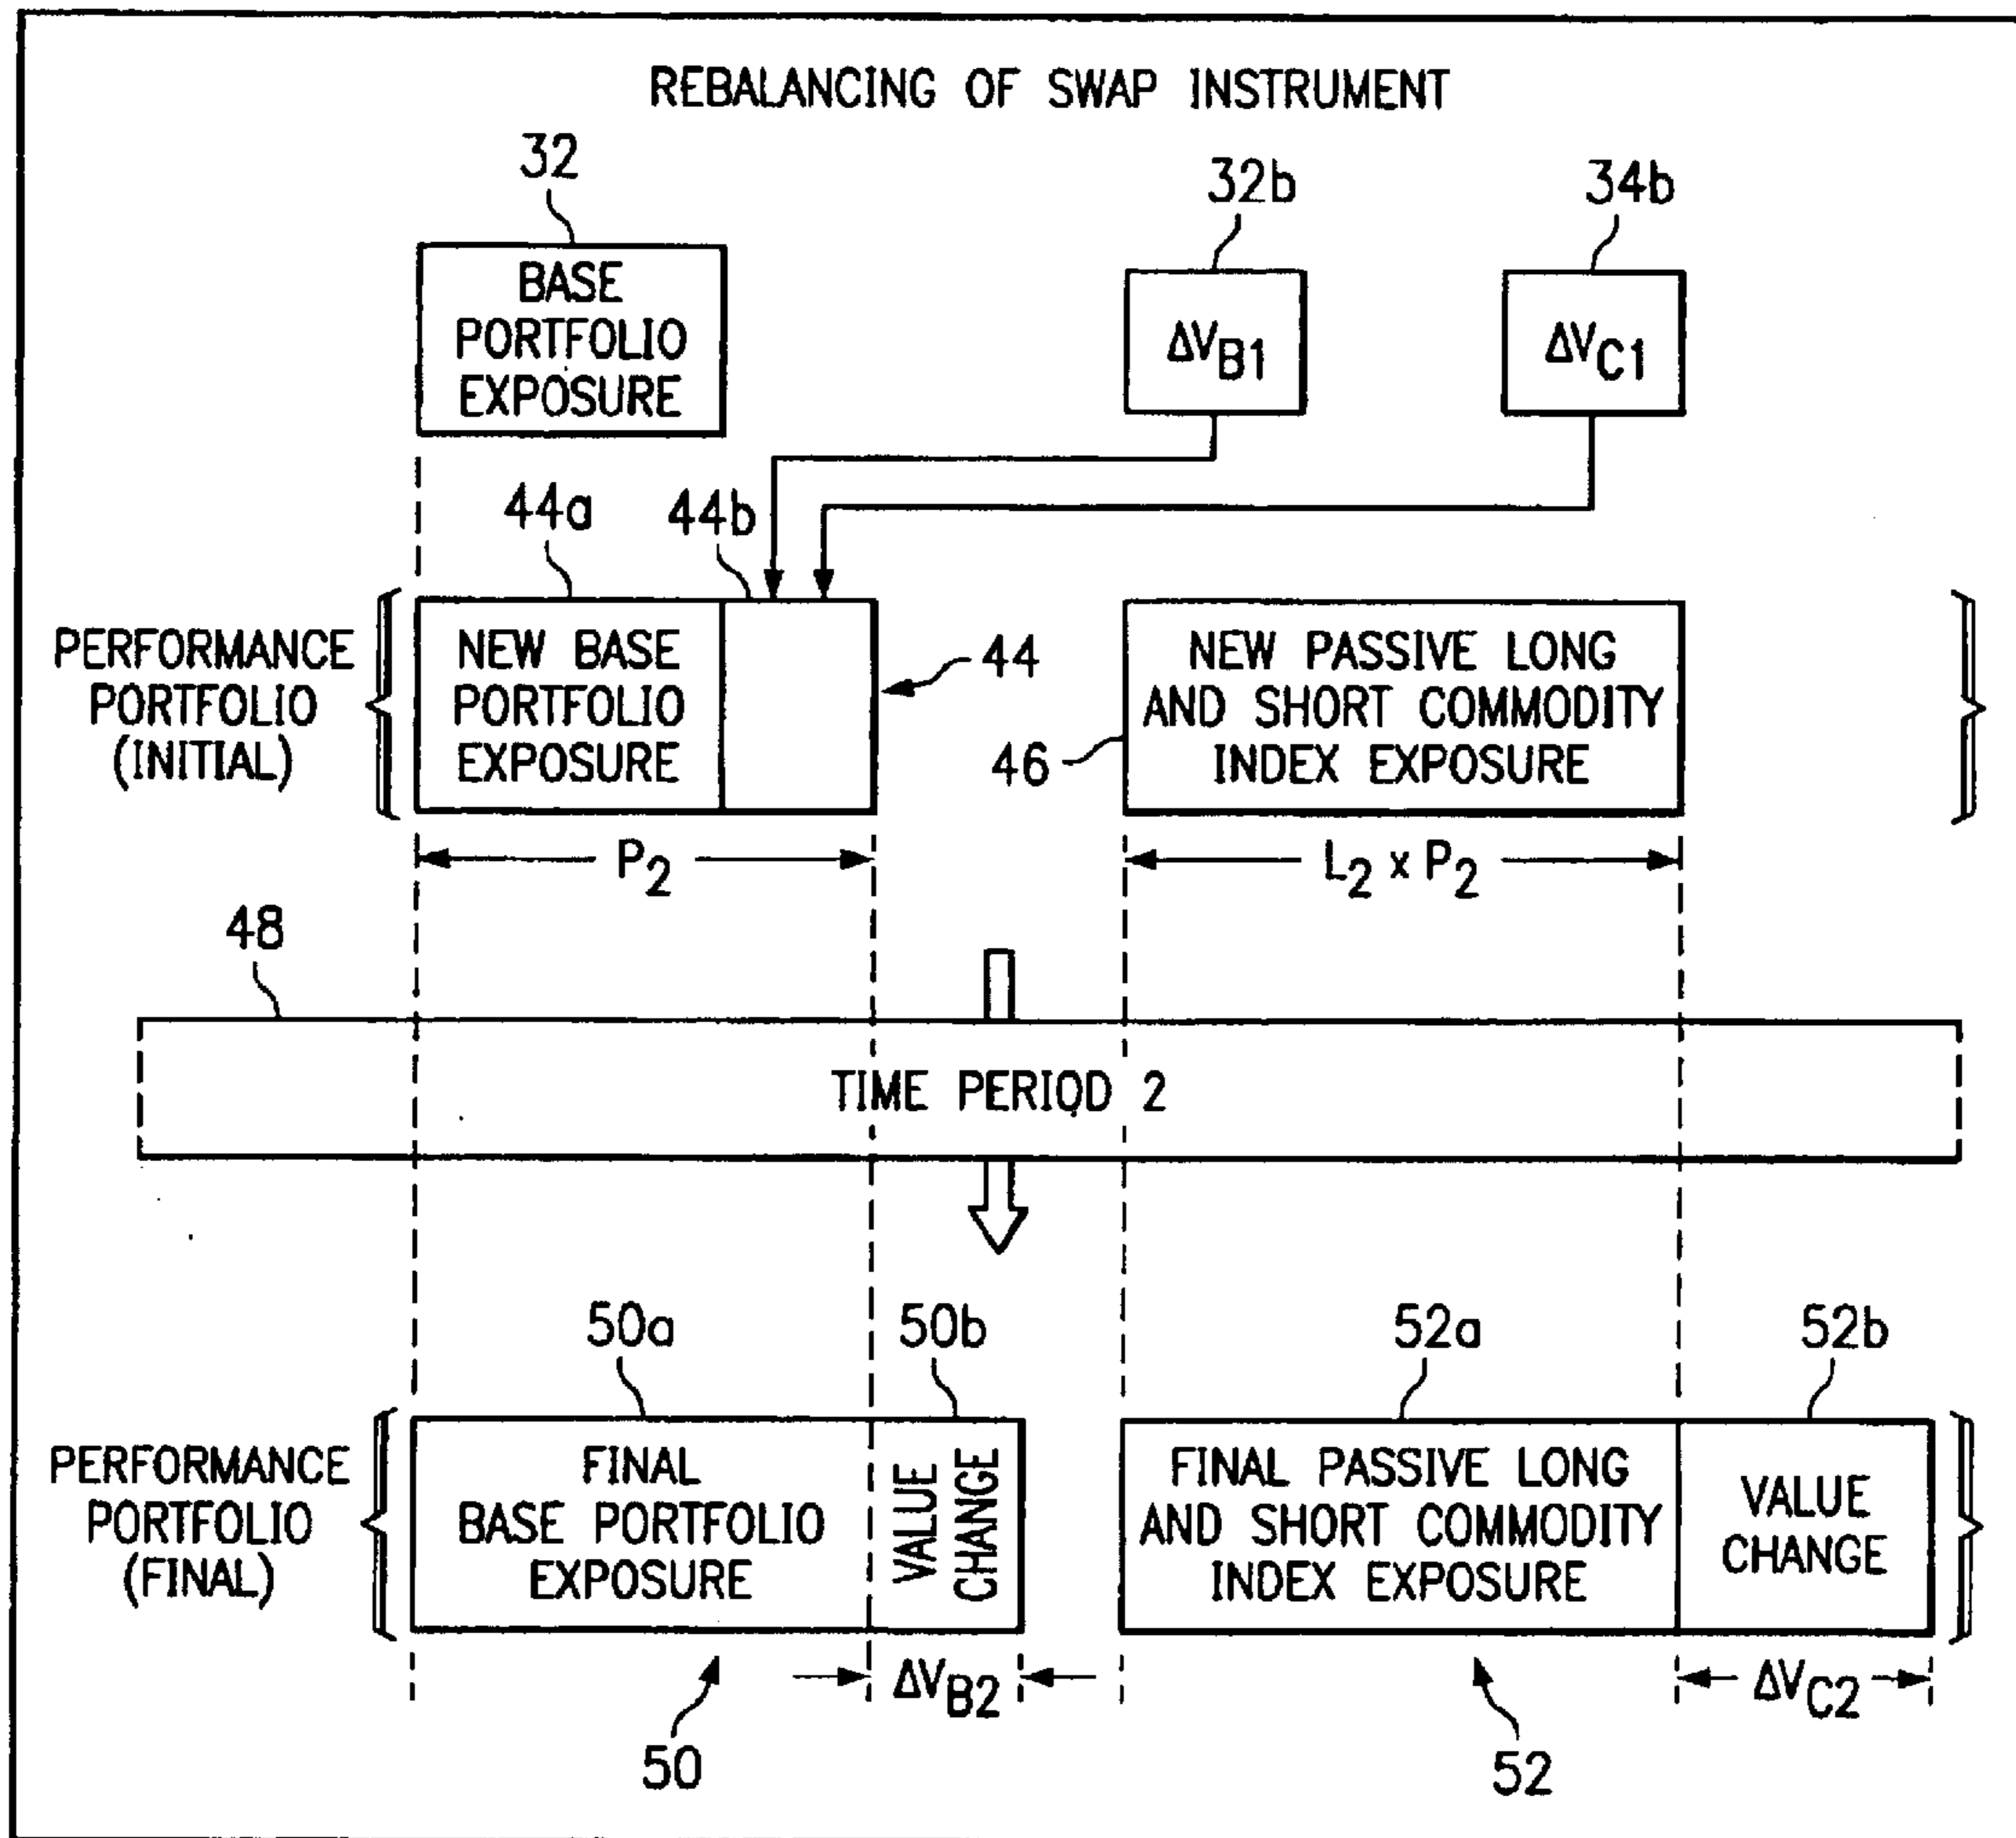 REBALANCING OF SWAP INSTRUMENT
32
32b
34b
BASE
PORTFOLIO
EXPOSURE
ΔVB1
ΔVC1
44a
44b
PERFORMANCE
PORTFOLIO
(INITIAL)
NEW BASE
PORTFOLIO
EXPOSURE
44
46
NEW PASSIVE LONG
AND SHORT COMMODITY
INDEX EXPOSURE
P2
L2 x P2
48
TIME PERIOD 2
50a
50b
52a
52b
PERFORMANCE
PORTFOLIO
(FINAL)
FINAL
BASE PORTFOLIO
EXPOSURE
VALUE
CHANGE
FINAL PASSIVE LONG
AND SHORT COMMODITY
INDEX EXPOSURE
VALUE
CHANGE
ΔVB2
ΔVC2
50
52